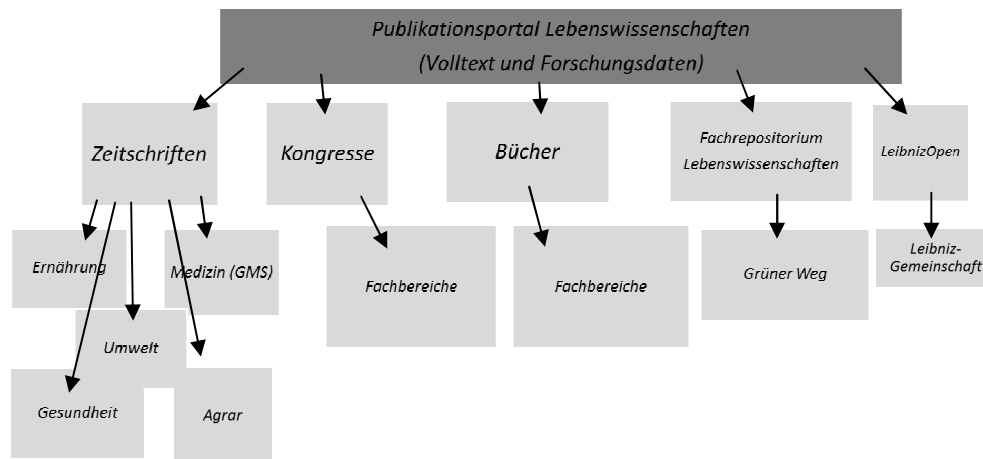 Publikationsportal Lebenswissenschaften
(Volltext und Forschungsdaten)
Zeitschriften
Kongresse
Bücher
Fachrepositorium
Lebenswissenschaften
LeibnizOpen
Ernährung
Medizin (GMS)
Umwelt
Gesundheit
Agrar
Fachbereiche
Fachbereiche
Grüner Weg
Leibniz-
Gemeinschaft